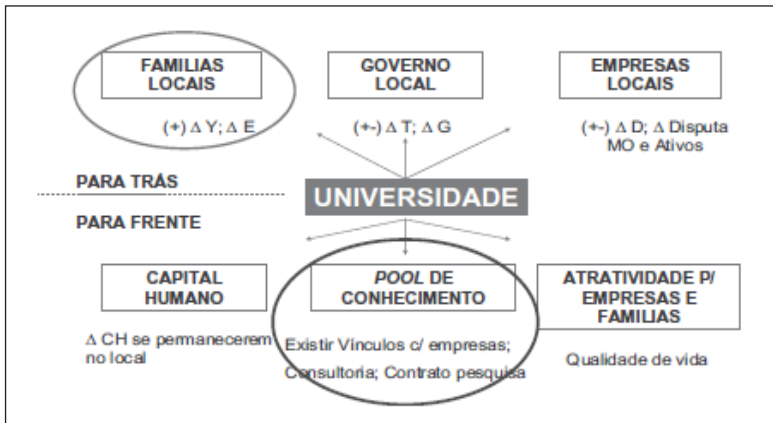 FAMILIAS
LOCAIS
GOVERNO
LOCAL
EMPRESAS
LOCAIS
(+) Δ Y; Δ E
(+-) Δ T; Δ G
(+-) Δ D; Δ Disputa
MO e Ativos
PARA TRÁS
UNIVERSIDADE
PARA FRENTE
CAPITAL
HUMANO
POOL DE
CONHECIMENTO
ATRATIVIDADE P/
EMPRESAS E
FAMILIAS
Δ CH se permanecerem
no local
Existir Vínculos c/ empresas;
Consultoria; Contrato pesquisa
Qualidade de vida